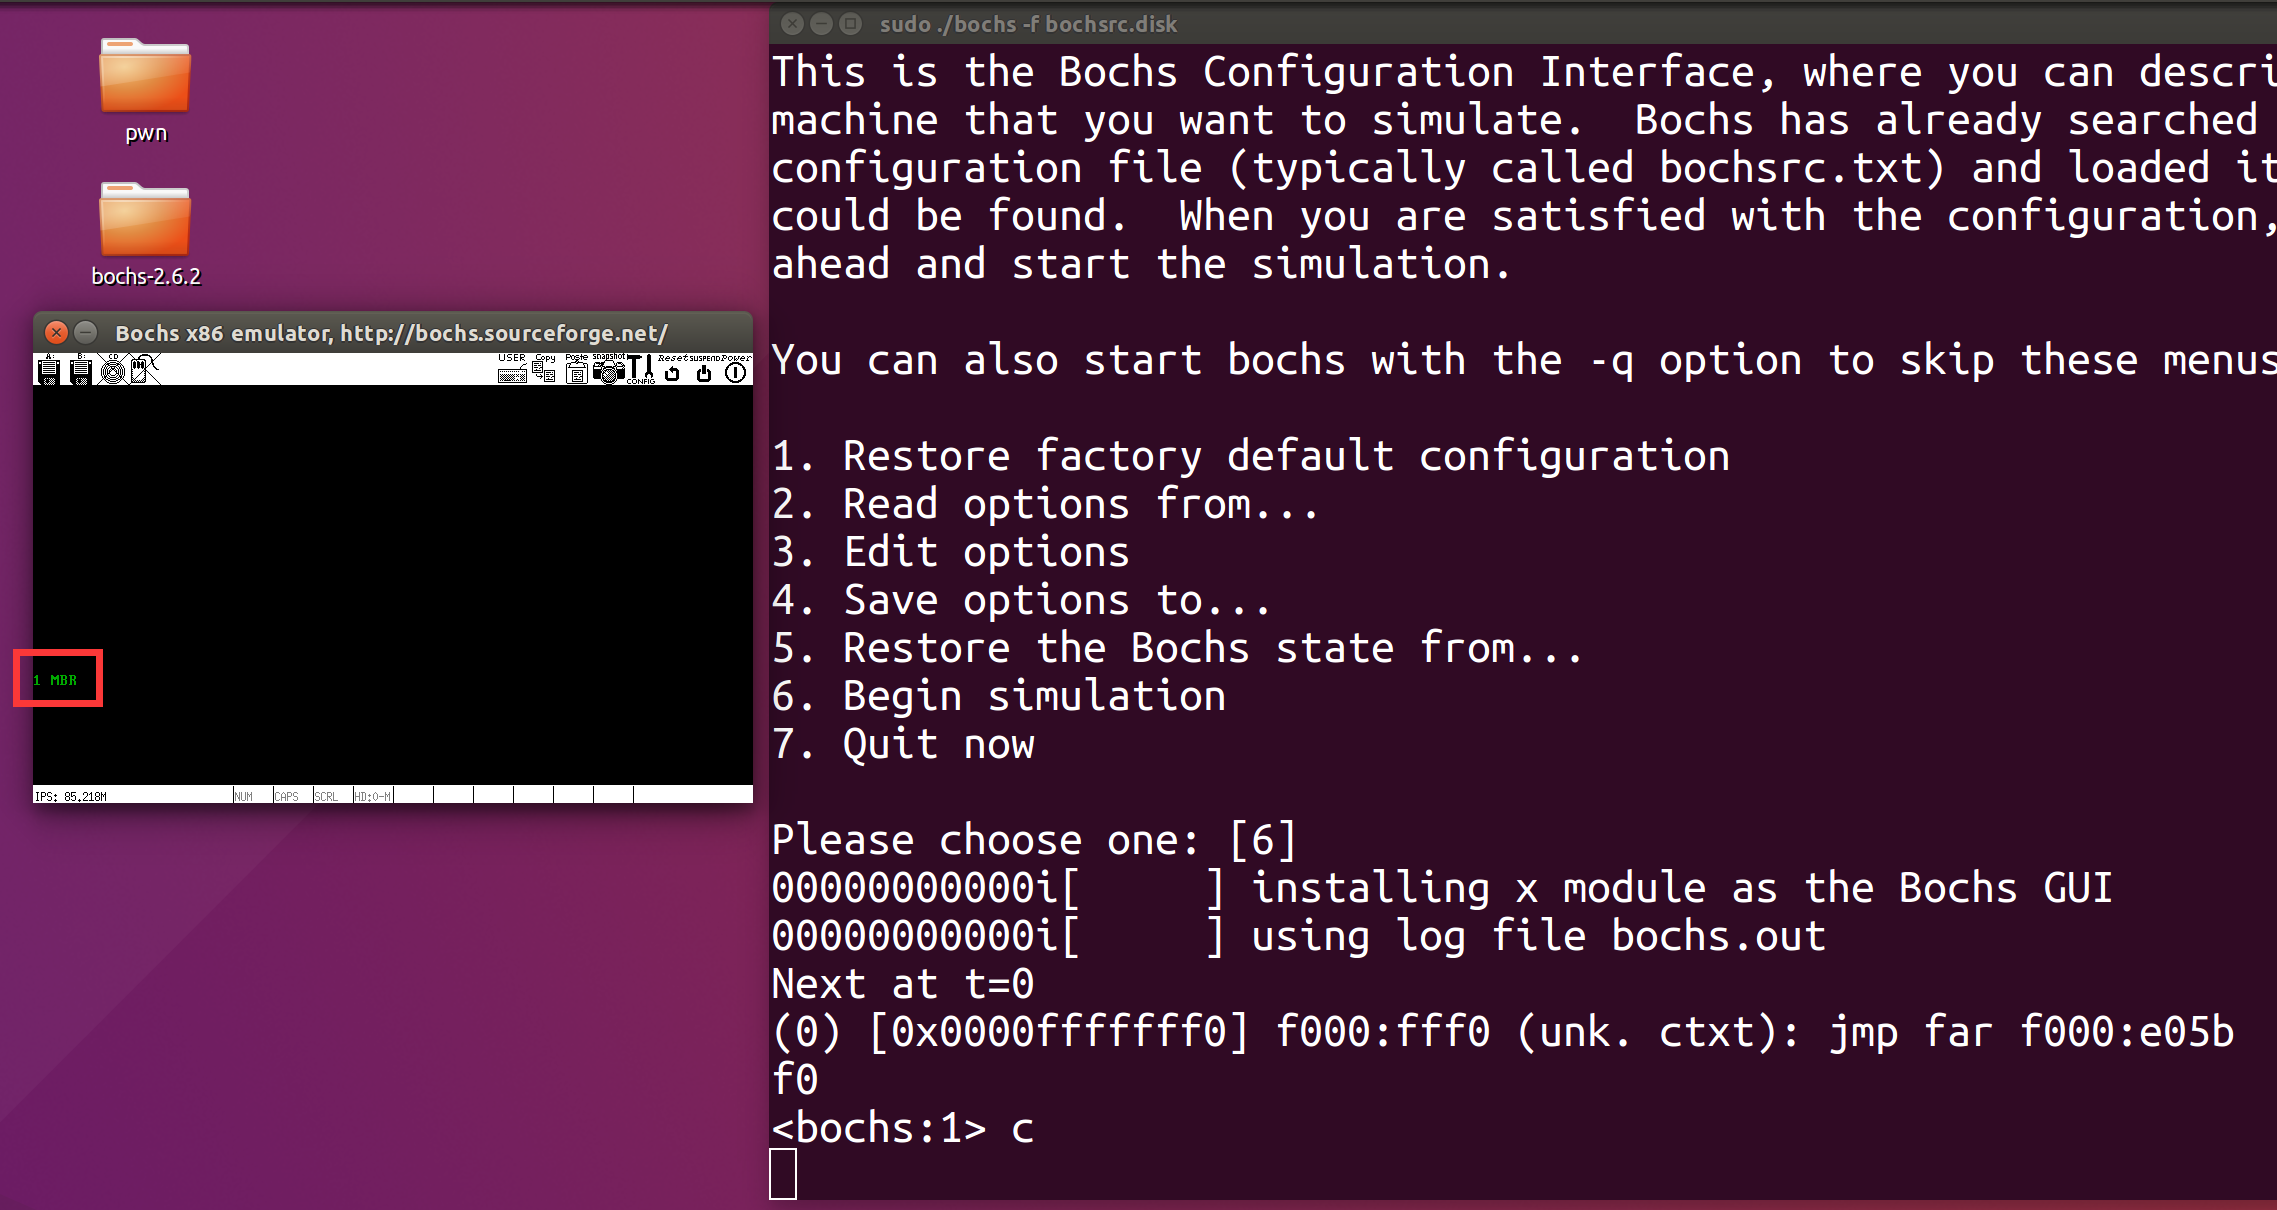 pwn
bochs-2.6.2
Bochs x86 emulator, http://bochs.sourceforge.net/
A: B: CD USER Copy Paste snapshot CONFIG Reset SUSPEND Power
1 MBR
IPS: 85.218M NUM CAPS SCRL HD:0-M
sudo ./bochs -f bochsrc.disk
This is the Bochs Configuration Interface, where you can descri
machine that you want to simulate.  Bochs has already searched
configuration file (typically called bochsrc.txt) and loaded it
could be found.  When you are satisfied with the configuration,
ahead and start the simulation.
You can also start bochs with the -q option to skip these menus
1. Restore factory default configuration
2. Read options from...
3. Edit options
4. Save options to...
5. Restore the Bochs state from...
6. Begin simulation
7. Quit now
Please choose one: [6]
00000000000i[     ] installing x module as the Bochs GUI
00000000000i[     ] using log file bochs.out
Next at t=0
(0) [0x0000fffffff0] f000:fff0 (unk. ctxt): jmp far f000:e05b
f0
<bochs:1> c